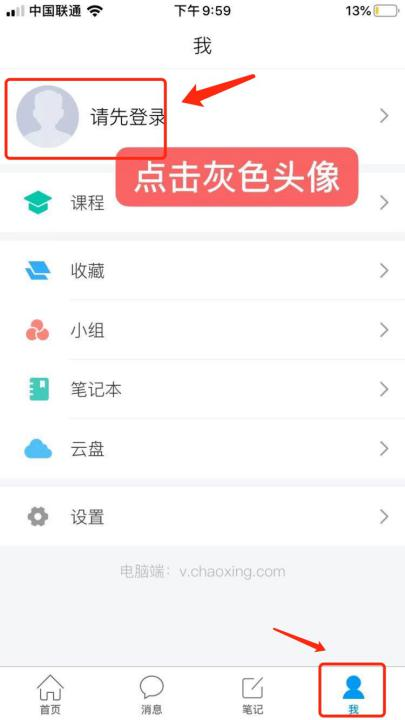 中国联通 下午9:59 13%
我
请先登录
点击灰色头像
课程
收藏
小组
笔记本
云盘
设置
电脑端：v.chaoxing.com
首页 消息 笔记 我